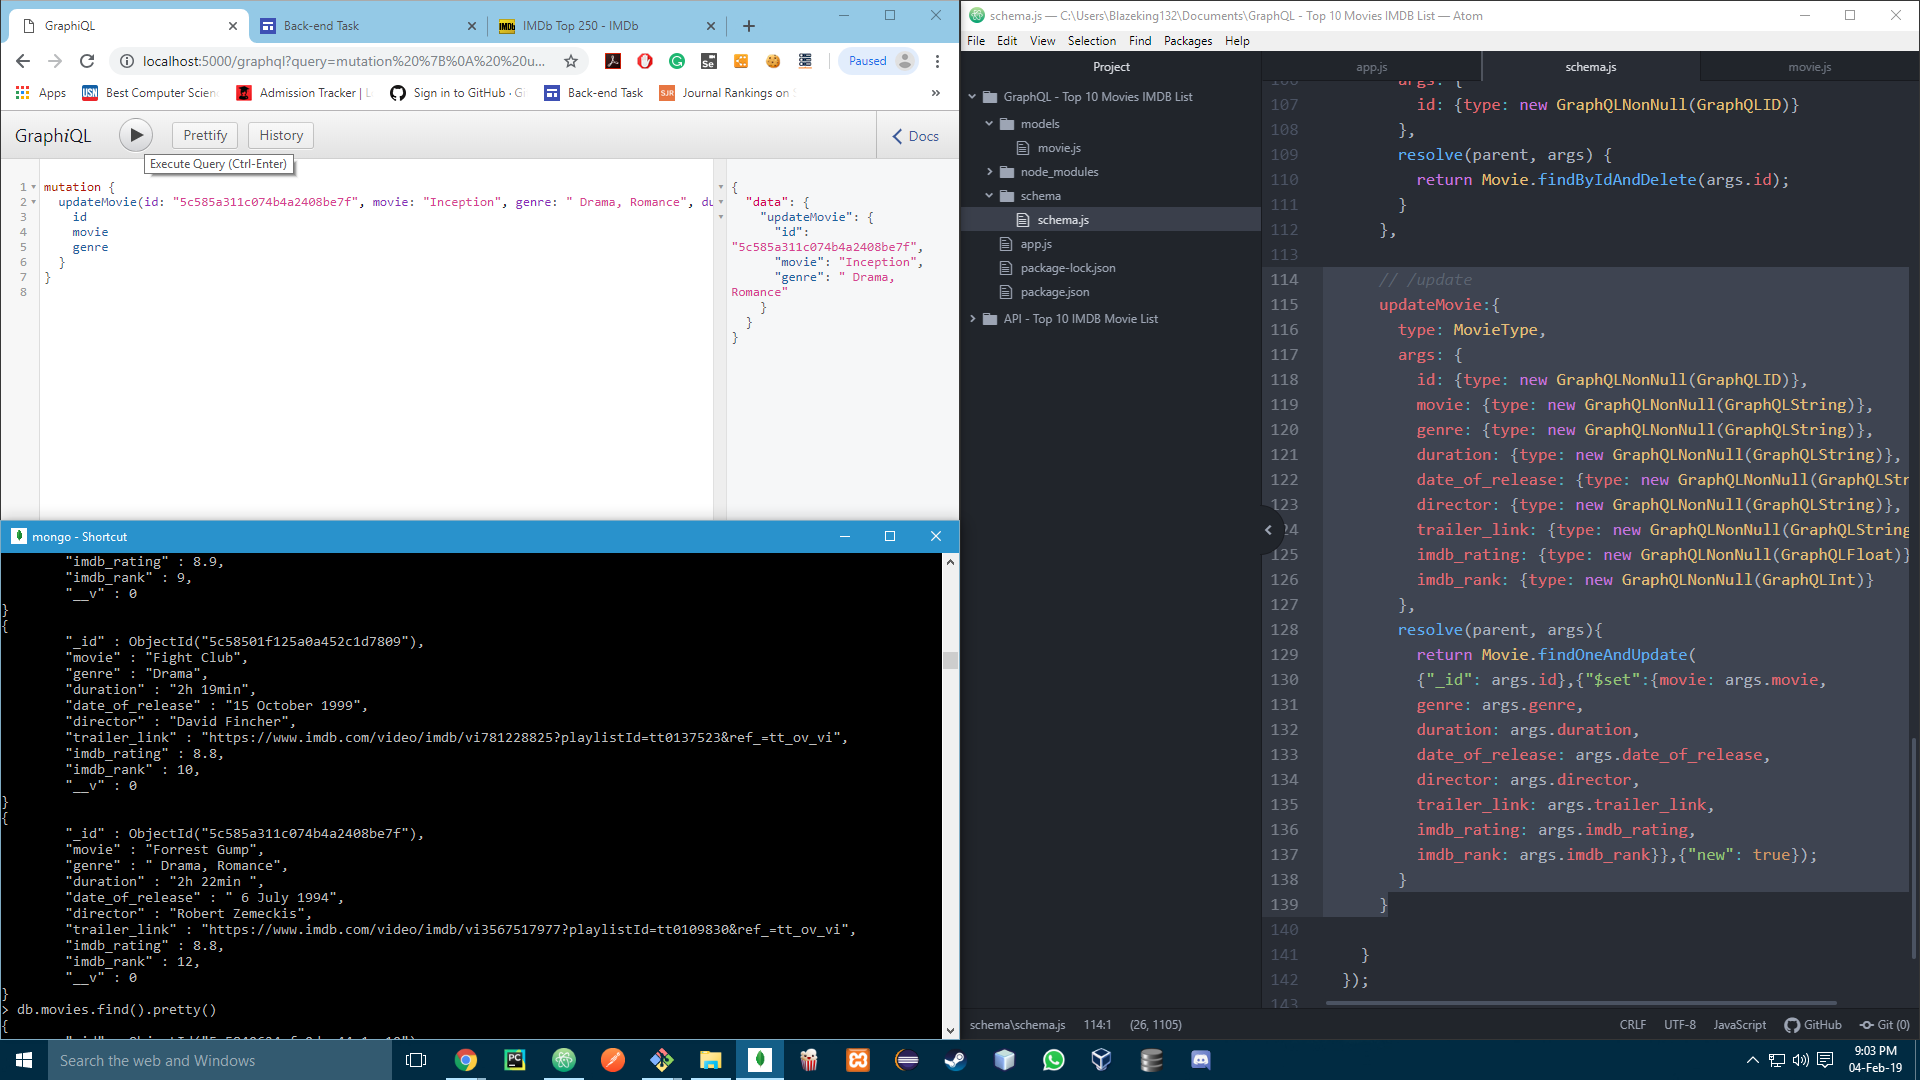 GraphiQL
Back-end Task
IMDb Top 250 - IMDb
localhost:5000/graphql?query=mutation%20%7B%0A%20%20u...
Paused
Apps
Best Computer Scien
Admission Tracker | L
Sign in to GitHub · Gi
Back-end Task
Journal Rankings on
GraphiQL
Prettify
History
Docs
Execute Query (Ctrl-Enter)
1 mutation {
2 updateMovie(id: "5c585a311c074b4a2408be7f", movie: "Inception", genre: " Drama, Romance", du
3 id
4 movie
5 genre
6 }
7 }
8
{
"data": {
"updateMovie": {
"id":
"5c585a311c074b4a2408be7f",
"movie": "Inception",
"genre": " Drama,
Romance"
}
}
}
mongo - Shortcut
"imdb_rating" : 8.9,
"imdb_rank" : 9,
"__v" : 0
}
{
"_id" : ObjectId("5c58501f125a0a452c1d7809"),
"movie" : "Fight Club",
"genre" : "Drama",
"duration" : "2h 19min",
"date_of_release" : "15 October 1999",
"director" : "David Fincher",
"trailer_link" : "https://www.imdb.com/video/imdb/vi781228825?playlistId=tt0137523&ref_=tt_ov_vi",
"imdb_rating" : 8.8,
"imdb_rank" : 10,
"__v" : 0
}
{
"_id" : ObjectId("5c585a311c074b4a2408be7f"),
"movie" : "Forrest Gump",
"genre" : " Drama, Romance",
"duration" : "2h 22min ",
"date_of_release" : " 6 July 1994",
"director" : "Robert Zemeckis",
"trailer_link" : "https://www.imdb.com/video/imdb/vi3567517977?playlistId=tt0109830&ref_=tt_ov_vi",
"imdb_rating" : 8.8,
"imdb_rank" : 12,
"__v" : 0
}
> db.movies.find().pretty()
{
schema.js — C:\Users\Blazeking132\Documents\GraphQL - Top 10 Movies IMDB List — Atom
File Edit View Selection Find Packages Help
Project
GraphQL - Top 10 Movies IMDB List
models
movie.js
node_modules
schema
schema.js
app.js
package-lock.json
package.json
API - Top 10 IMDB Movie List
app.js
schema.js
movie.js
106 args: {
107 id: {type: new GraphQLNonNull(GraphQLID)}
108 },
109 resolve(parent, args) {
110 return Movie.findByIdAndDelete(args.id);
111 }
112 },
113
114 // /update
115 updateMovie:{
116 type: MovieType,
117 args: {
118 id: {type: new GraphQLNonNull(GraphQLID)},
119 movie: {type: new GraphQLNonNull(GraphQLString)},
120 genre: {type: new GraphQLNonNull(GraphQLString)},
121 duration: {type: new GraphQLNonNull(GraphQLString)},
122 date_of_release: {type: new GraphQLNonNull(GraphQLStr
123 director: {type: new GraphQLNonNull(GraphQLString)},
24 trailer_link: {type: new GraphQLNonNull(GraphQLString
125 imdb_rating: {type: new GraphQLNonNull(GraphQLFloat)}
126 imdb_rank: {type: new GraphQLNonNull(GraphQLInt)}
127 },
128 resolve(parent, args){
129 return Movie.findOneAndUpdate(
130 {"_id": args.id},{"$set":{movie: args.movie,
131 genre: args.genre,
132 duration: args.duration,
133 date_of_release: args.date_of_release,
134 director: args.director,
135 trailer_link: args.trailer_link,
136 imdb_rating: args.imdb_rating,
137 imdb_rank: args.imdb_rank}},{"new": true});
138 }
139 }
140
141 }
142 });
143
schema\schema.js 114:1 (26, 1105)
CRLF UTF-8 JavaScript GitHub Git (0)
Search the web and Windows
9:03 PM
04-Feb-19